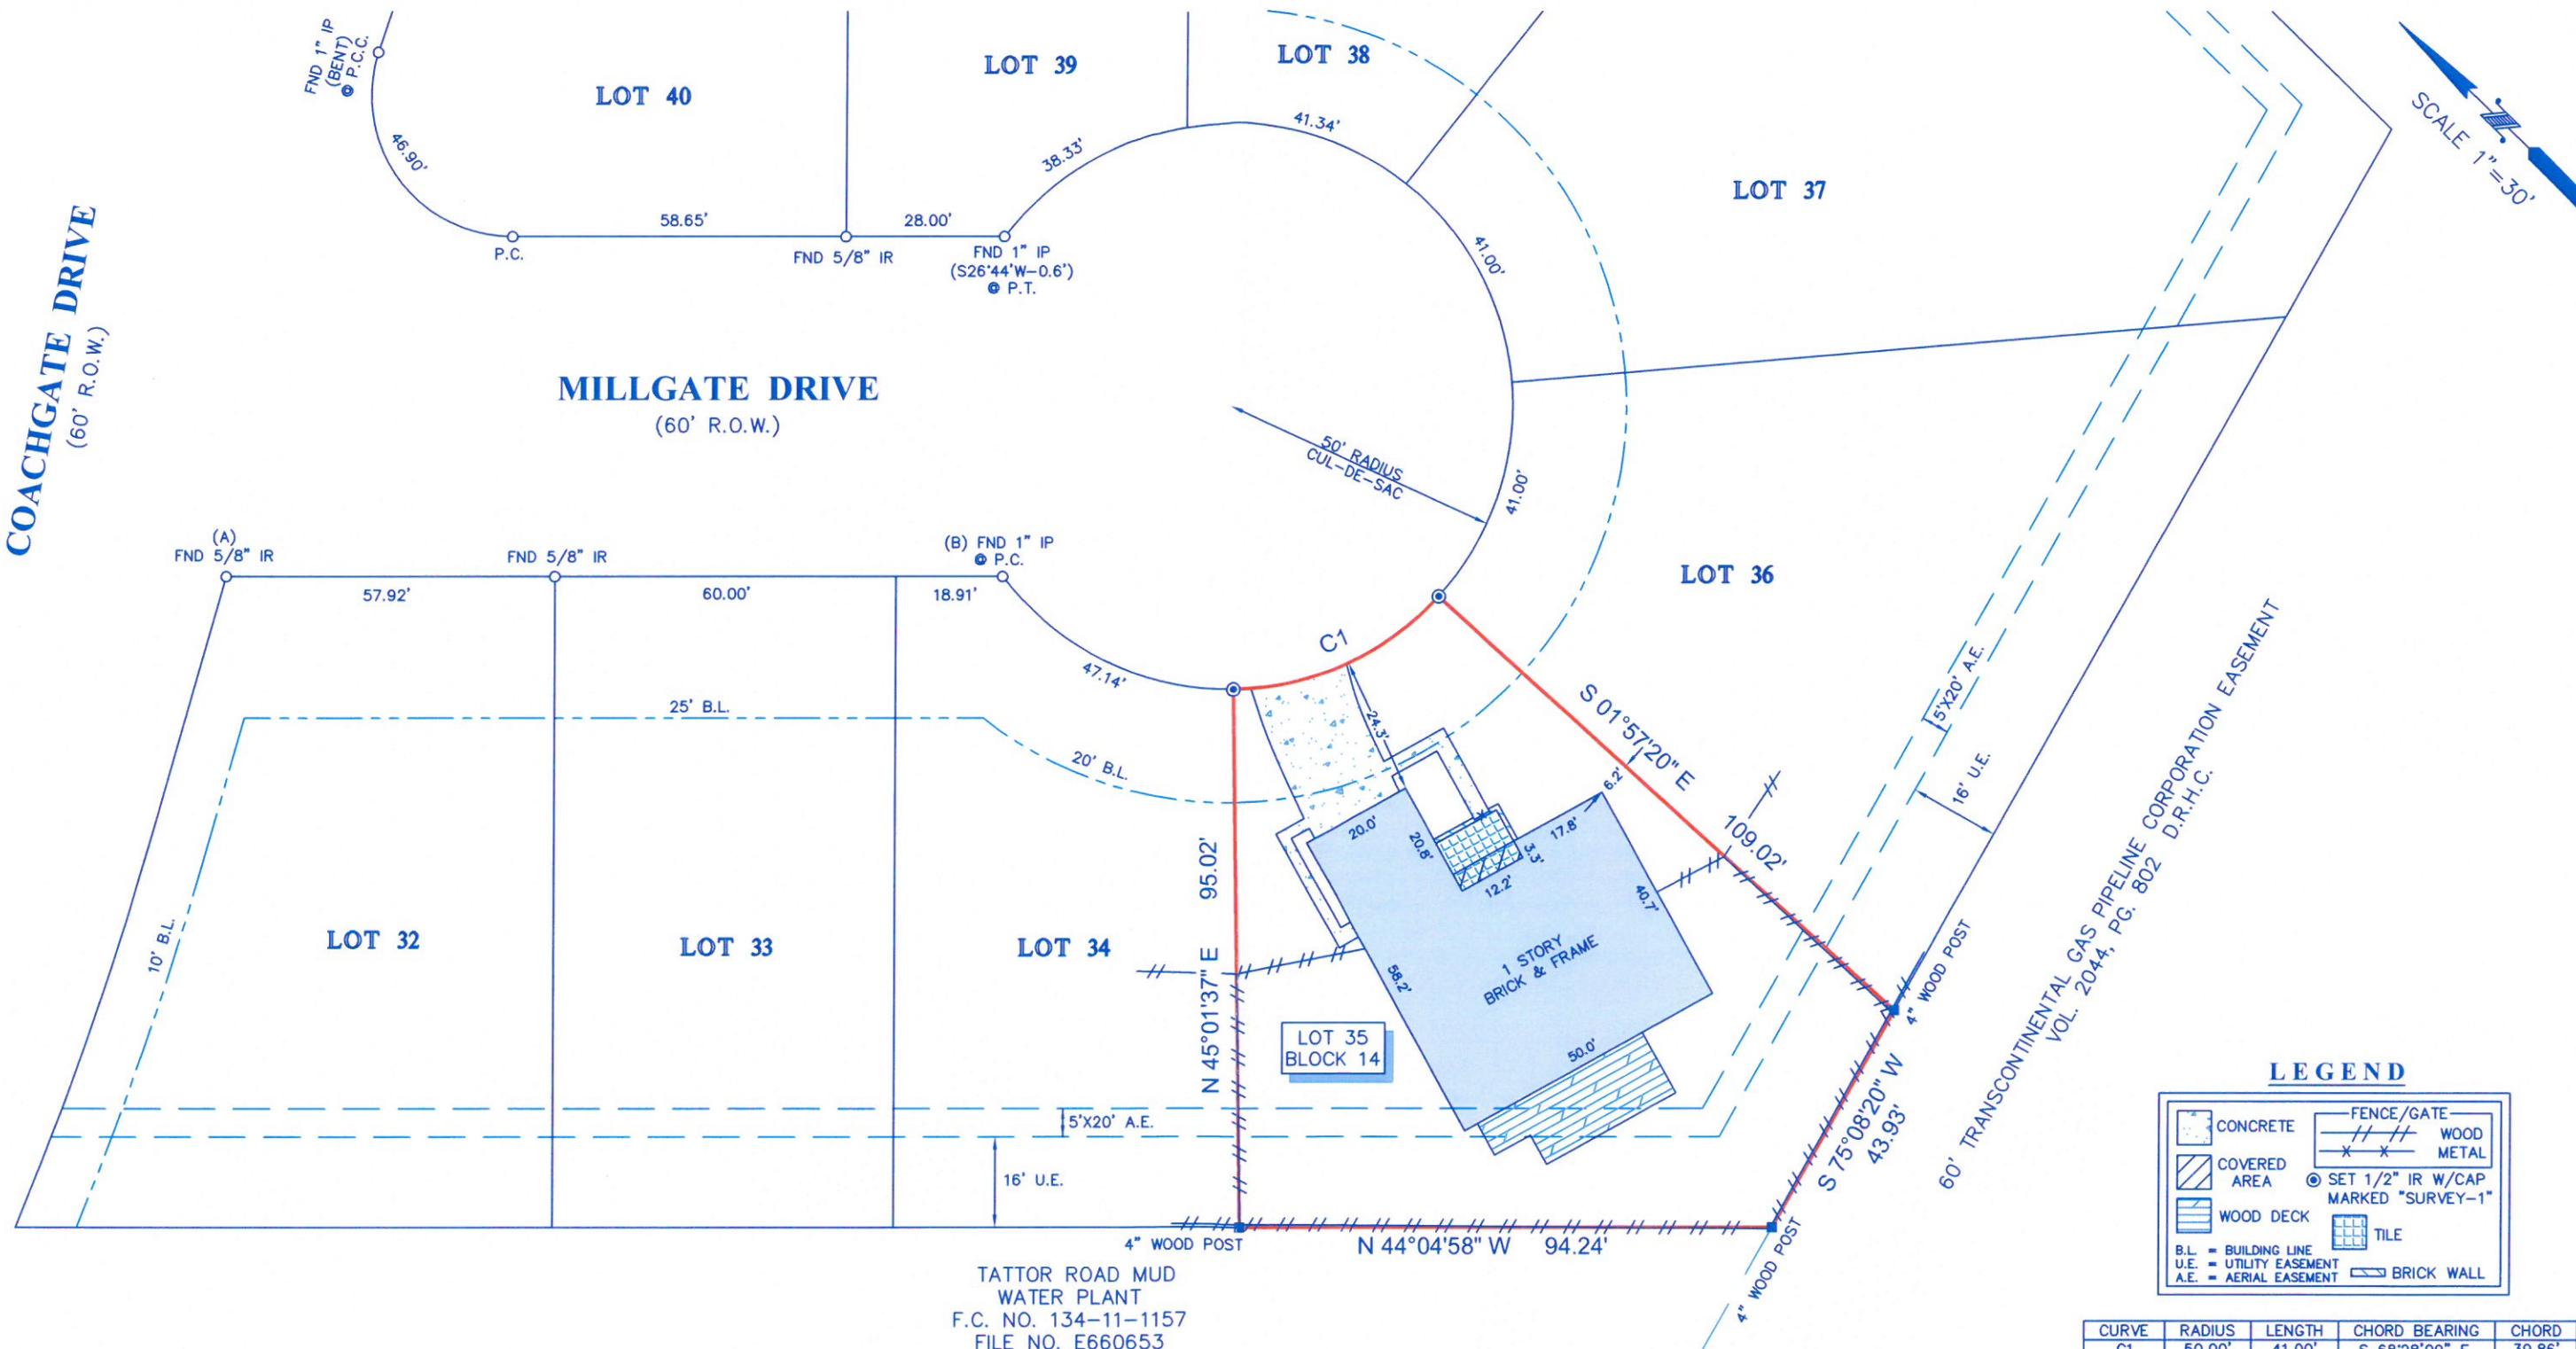 FND 1" IP
(BENT)
@ P.C.C.
LOT 40
LOT 39
LOT 38
41.34'
38.33'
46.90'
SCALE 1"=30'
LOT 37
58.65'
28.00'
P.C.
FND 5/8" IR
FND 1" IP
(S26°44'W-0.6')
@ P.T.
41.00'
COACHGATE DRIVE
(60' R.O.W.)
MILLGATE DRIVE
(60' R.O.W.)
50' RADIUS
CUL-DE-SAC
41.00'
(A)
FND 5/8" IR
FND 5/8" IR
(B) FND 1" IP
@ P.C.
57.92'
60.00'
18.91'
LOT 36
C1
47.14'
25' B.L.
20' B.L.
24.3'
S 01°57'20" E
109.02'
6.2'
5'X20' A.E.
16' U.E.
60' TRANSCONTINENTAL GAS PIPELINE CORPORATION EASEMENT
VOL. 2044, PG. 802 D.R.H.C.
20.0'
20.8'
17.8'
3.3'
12.2'
40.7'
1 STORY
BRICK & FRAME
58.2'
50.0'
N 45°01'37" E 95.02'
10' B.L.
LOT 32
LOT 33
LOT 34
LOT 35
BLOCK 14
4" WOOD POST
5'X20' A.E.
16' U.E.
S 75°08'20" W
43.93'
4" WOOD POST
N 44°04'58" W 94.24'
4" WOOD POST
TATTOR ROAD MUD
WATER PLANT
F.C. NO. 134-11-1157
FILE NO. E660653
LEGEND
CONCRETE
FENCE/GATE
WOOD
METAL
COVERED
AREA
SET 1/2" IR W/CAP
MARKED "SURVEY-1"
WOOD DECK
TILE
B.L. = BUILDING LINE
U.E. = UTILITY EASEMENT
A.E. = AERIAL EASEMENT
BRICK WALL
CURVE RADIUS LENGTH CHORD BEARING CHORD
C1 50.00' 41.00' 39.86'